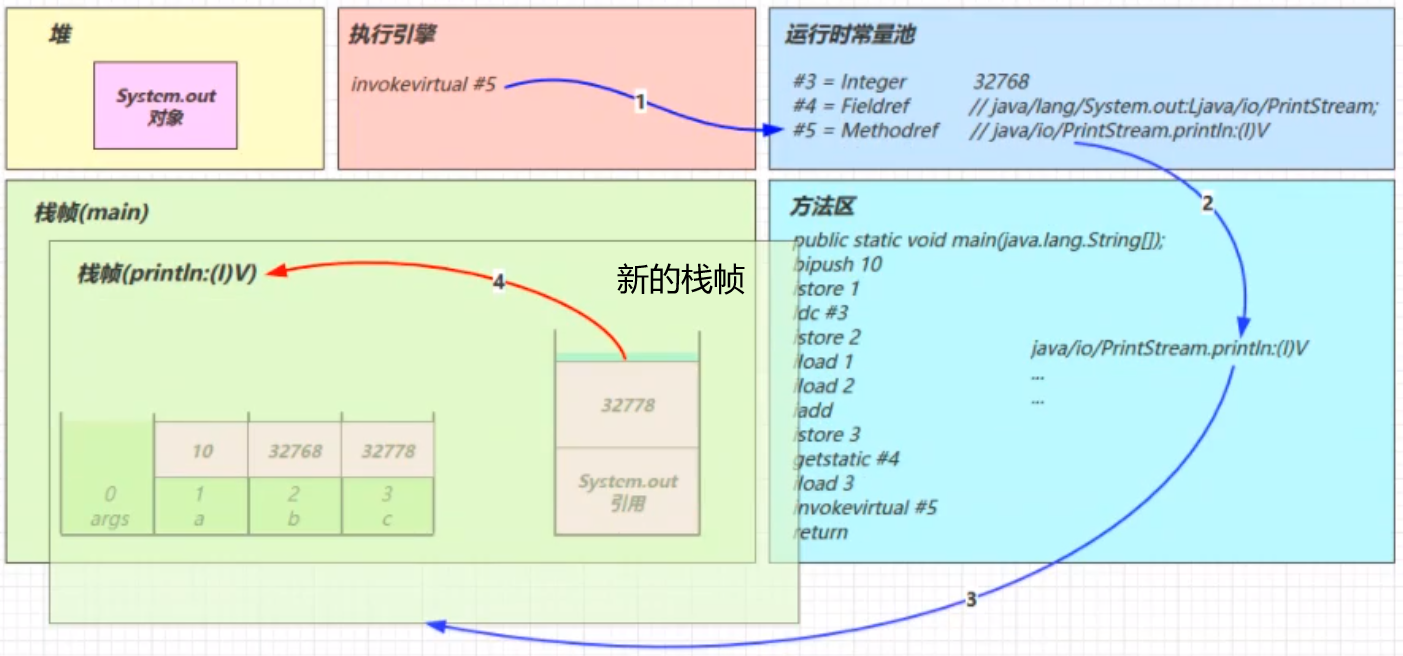 堆
System.out
对象
执行引擎
invokevirtual #5
1
运行时常量池
#3 = Integer 32768
#4 = Fieldref // java/lang/System.out:Ljava/io/PrintStream;
#5 = Methodref // java/io/PrintStream.println:(I)V
2
栈帧(main)
栈帧(println:(I)V)
4
新的栈帧
32778
System.out
引用
10 32768 32778
0 1 2 3
args a b c
方法区
public static void main(java.lang.String[]);
bipush 10
istore 1
ldc #3
istore 2
iload 1
iload 2
iadd
istore 3
getstatic #4
iload 3
invokevirtual #5
return
java/io/PrintStream.println:(I)V
...
...
3